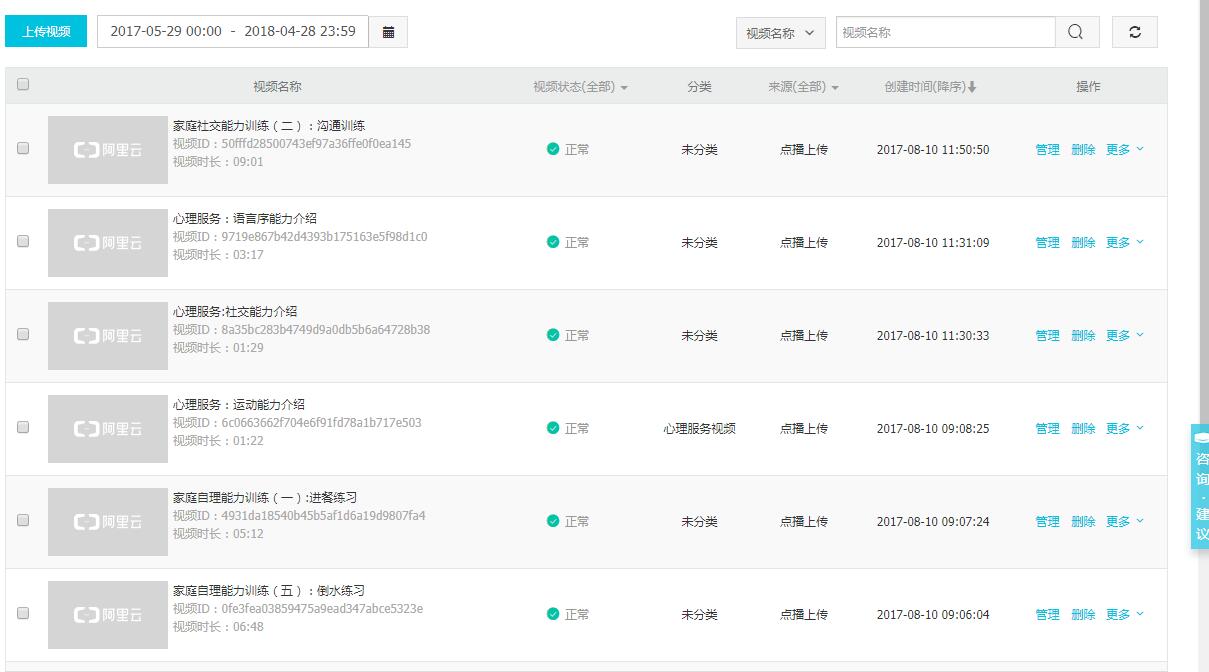 上传视频
2017-05-29 00:00 - 2018-04-28 23:59
视频名称
视频名称
视频名称
视频状态(全部)
分类
来源(全部)
创建时间(降序)
操作
阿里云
家庭社交能力训练（二）：沟通训练
视频ID：50fffd28500743ef97a36ffe0f0ea145
视频时长：09:01
正常
未分类
点播上传
2017-08-10 11:50:50
管理 删除 更多
阿里云
心理服务：语言序能力介绍
视频ID：9719e867b42d4393b175163e5f98d1c0
视频时长：03:17
正常
未分类
点播上传
2017-08-10 11:31:09
管理 删除 更多
阿里云
心理服务:社交能力介绍
视频ID：8a35bc283b4749d9a0db5b6a64728b38
视频时长：01:29
正常
未分类
点播上传
2017-08-10 11:30:33
管理 删除 更多
阿里云
心理服务：运动能力介绍
视频ID：6c0663662f704e6f91fd78a1b717e503
视频时长：01:22
正常
心理服务视频
点播上传
2017-08-10 09:08:25
管理 删除 更多
阿里云
家庭自理能力训练（一）:进餐练习
视频ID：4931da18540b45b5af1d6a19d9807fa4
视频时长：05:12
正常
未分类
点播上传
2017-08-10 09:07:24
管理 删除 更多
阿里云
家庭自理能力训练（五）：倒水练习
视频ID：0fe3fea03859475a9ead347abce5323e
视频时长：06:48
正常
未分类
点播上传
2017-08-10 09:06:04
管理 删除 更多
咨询·建议